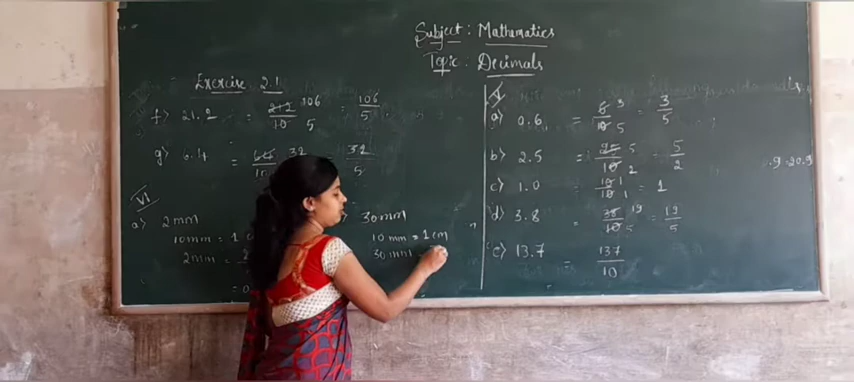 Subject : Mathematics
Topic : Decimals
Exercise 2.1
f) 21.2 = 212/10 106/5 = 106/5
g) 6.4 = 64/10 32 = 32/5
VI
a) 2mm
10mm = 1
2mm = 2
= 0
30mm
10 mm = 1 cm
30 mm =
a) 0.6 = 6/10 3/5 = 3/5
b) 2.5 = 25/10 5/2 = 5/2
c) 1.0 = 10/10 1/1 = 1
d) 3.8 = 38/10 19/5 = 19/5
e) 13.7 = 137/10